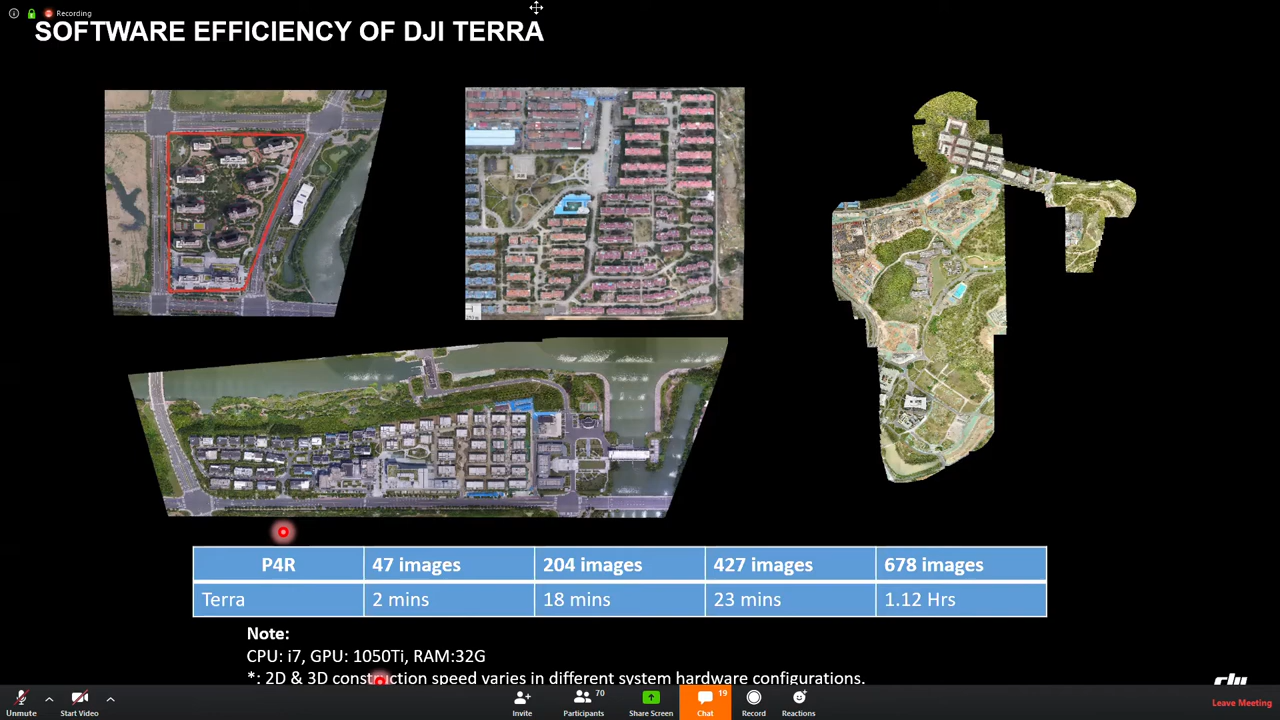 Recording
SOFTWARE EFFICIENCY OF DJI TERRA
P4R 47 images 204 images 427 images 678 images
Terra 2 mins 18 mins 23 mins 1.12 Hrs
Note:
CPU: i7, GPU: 1050Ti, RAM:32G
*: 2D & 3D construction speed varies in different system hardware configurations.
dji
Unmute Start Video Invite Participants 70 Share Screen Chat 19 Record Reactions Leave Meeting